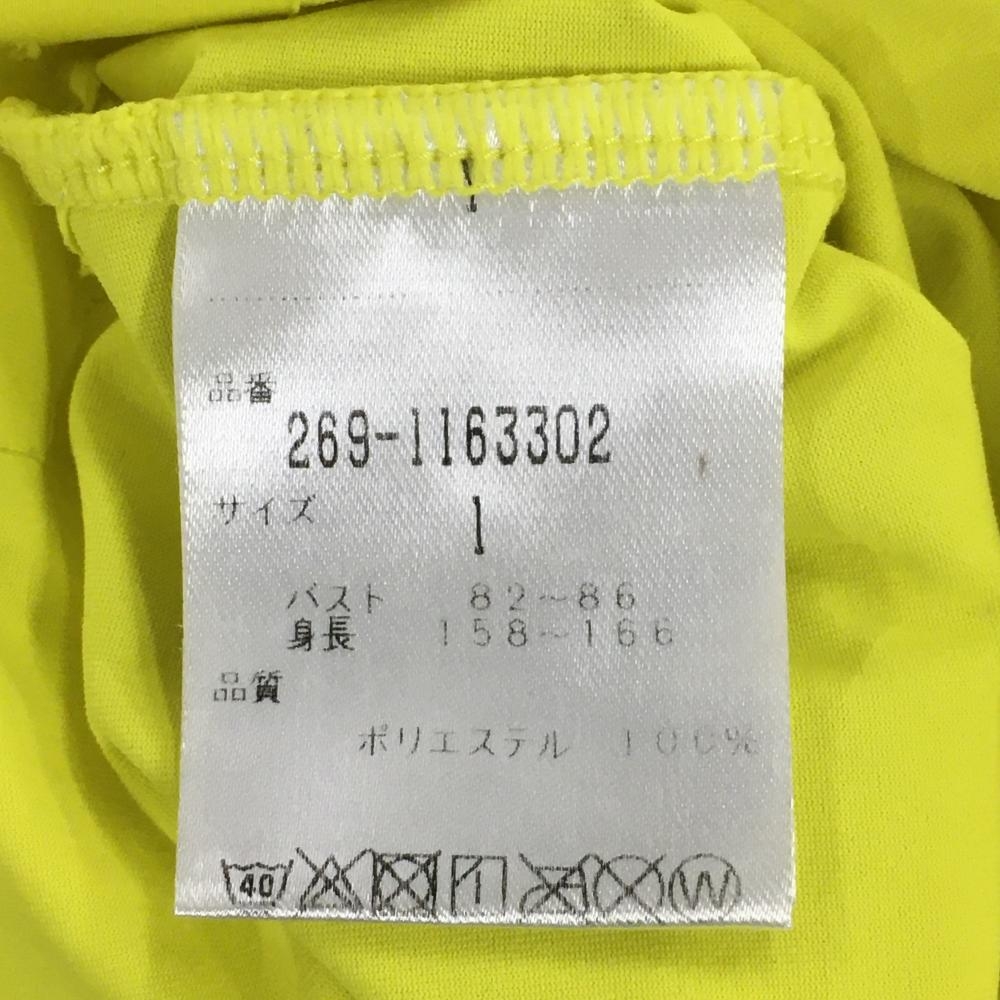 品番
269-1163302
サイズ
1
バスト 82~86
身長 158~166
品質
ポリエステル 100%
40
W